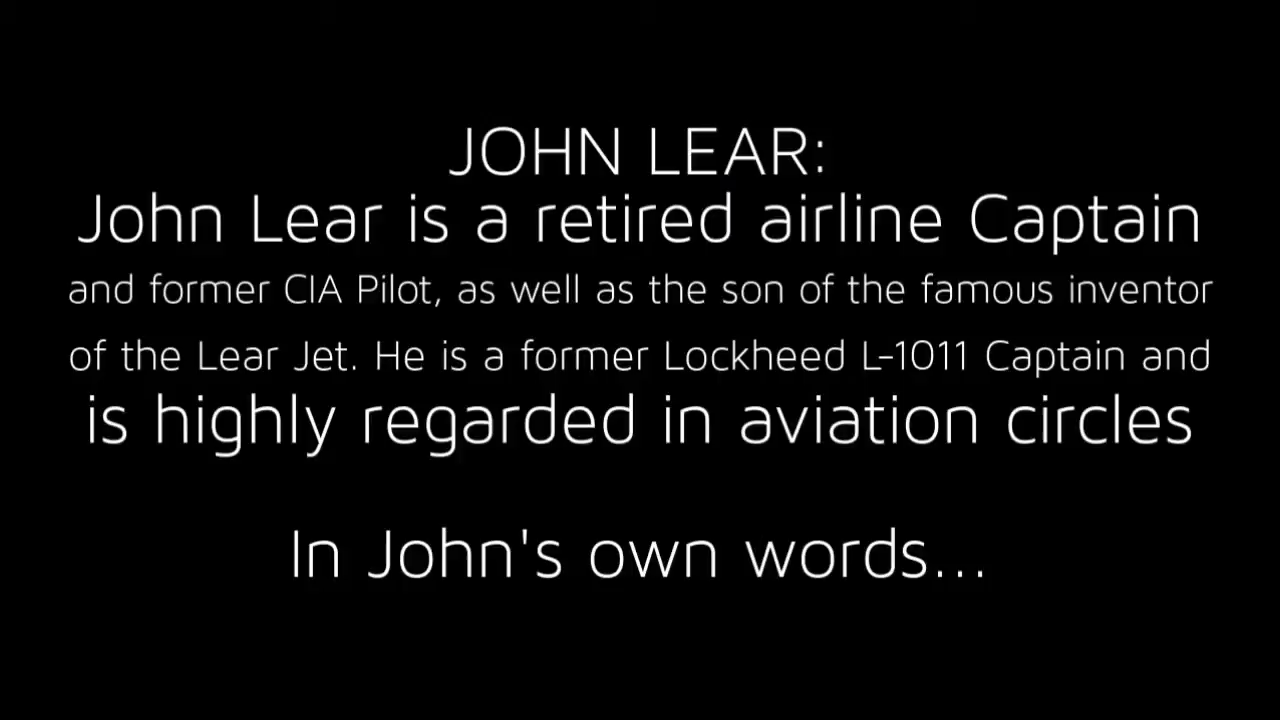 JOHN LEAR:
John Lear is a retired airline Captain
and former CIA Pilot, as well as the son of the famous inventor
of the Lear Jet. He is a former Lockheed L-1011 Captain and
is highly regarded in aviation circles
In John's own words...